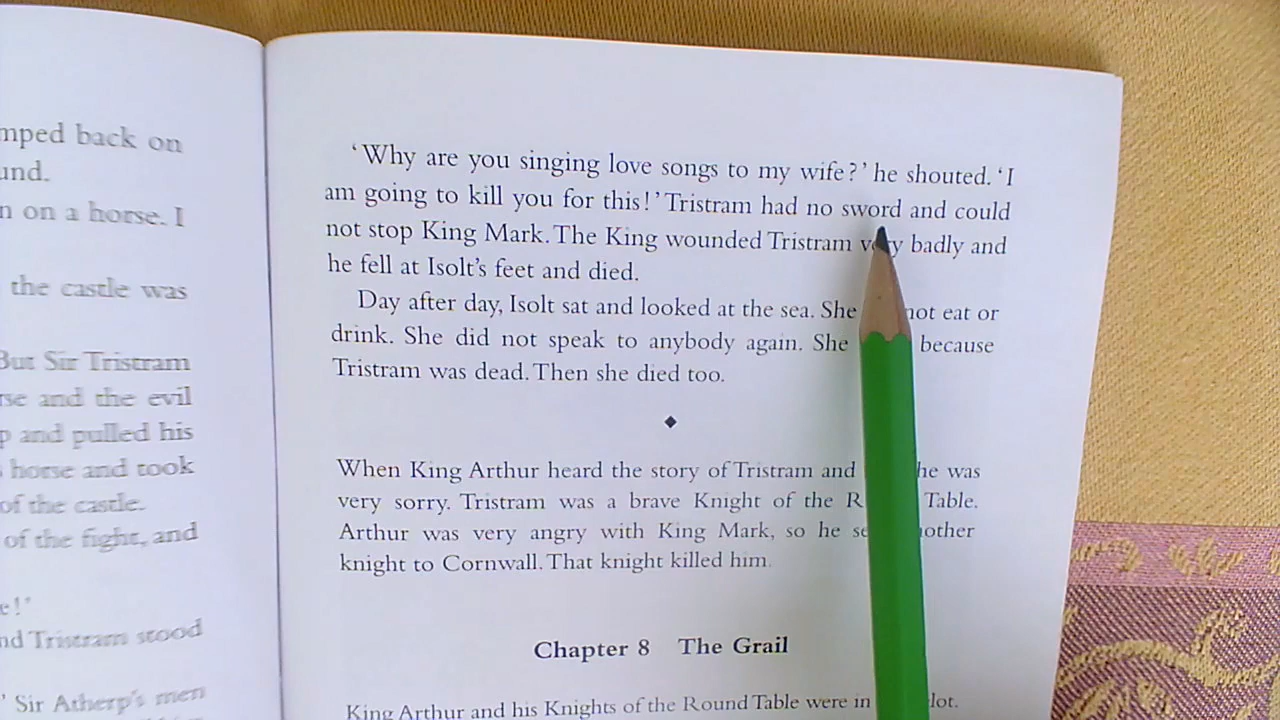 mped back on
und.
n on a horse. I
the castle was
But Sir Tristram
rse and the evil
p and pulled his
horse and took
of the castle.
of the fight, and
e!'
nd Tristram stood
' Sir Atherp's men
'Why are you singing love songs to my wife?' he shouted. 'I
am going to kill you for this!' Tristram had no sword and could
not stop King Mark. The King wounded Tristram very badly and
he fell at Isolt's feet and died.
Day after day, Isolt sat and looked at the sea. She not eat or
drink. She did not speak to anybody again. She because
Tristram was dead. Then she died too.
When King Arthur heard the story of Tristram and he was
very sorry. Tristram was a brave Knight of the R Table.
Arthur was very angry with King Mark, so he se nother
knight to Cornwall. That knight killed him.
Chapter 8 The Grail
King Arthur and his Knights of the Round Table were in lot.